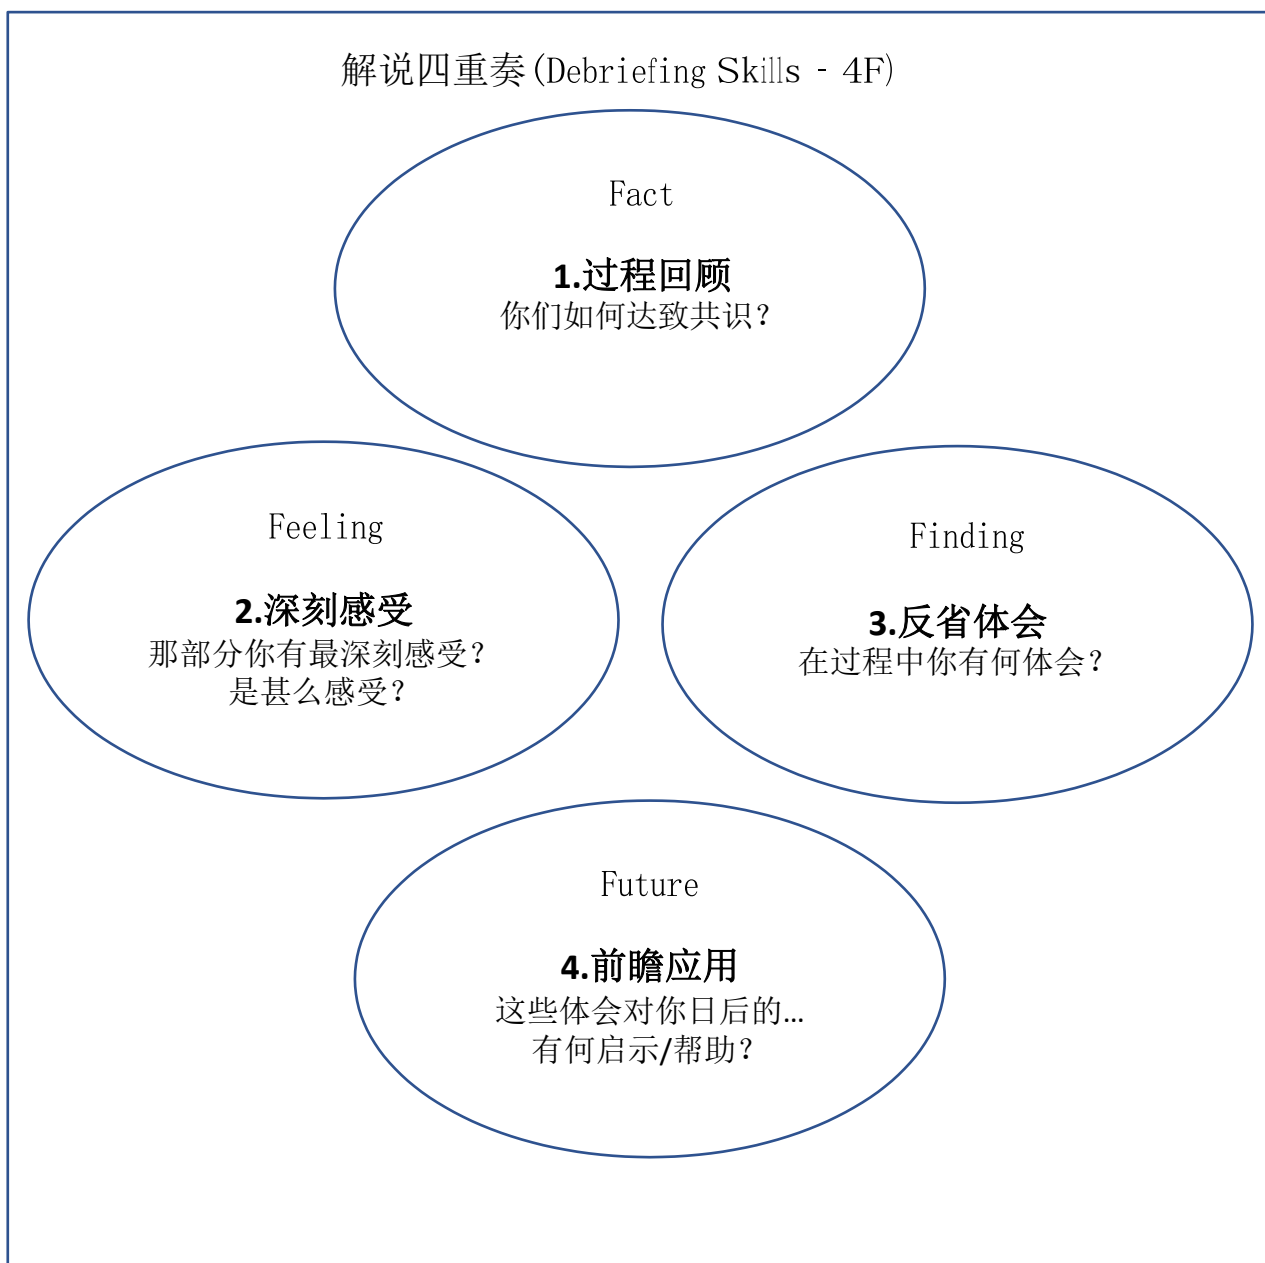 解说四重奏(Debriefing Skills - 4F)
Fact
1.过程回顾
你们如何达致共识？
Feeling
2.深刻感受
那部分你有最深刻感受？
是甚么感受？
Finding
3.反省体会
在过程中你有何体会？
Future
4.前瞻应用
这些体会对你日后的…
有何启示/帮助？